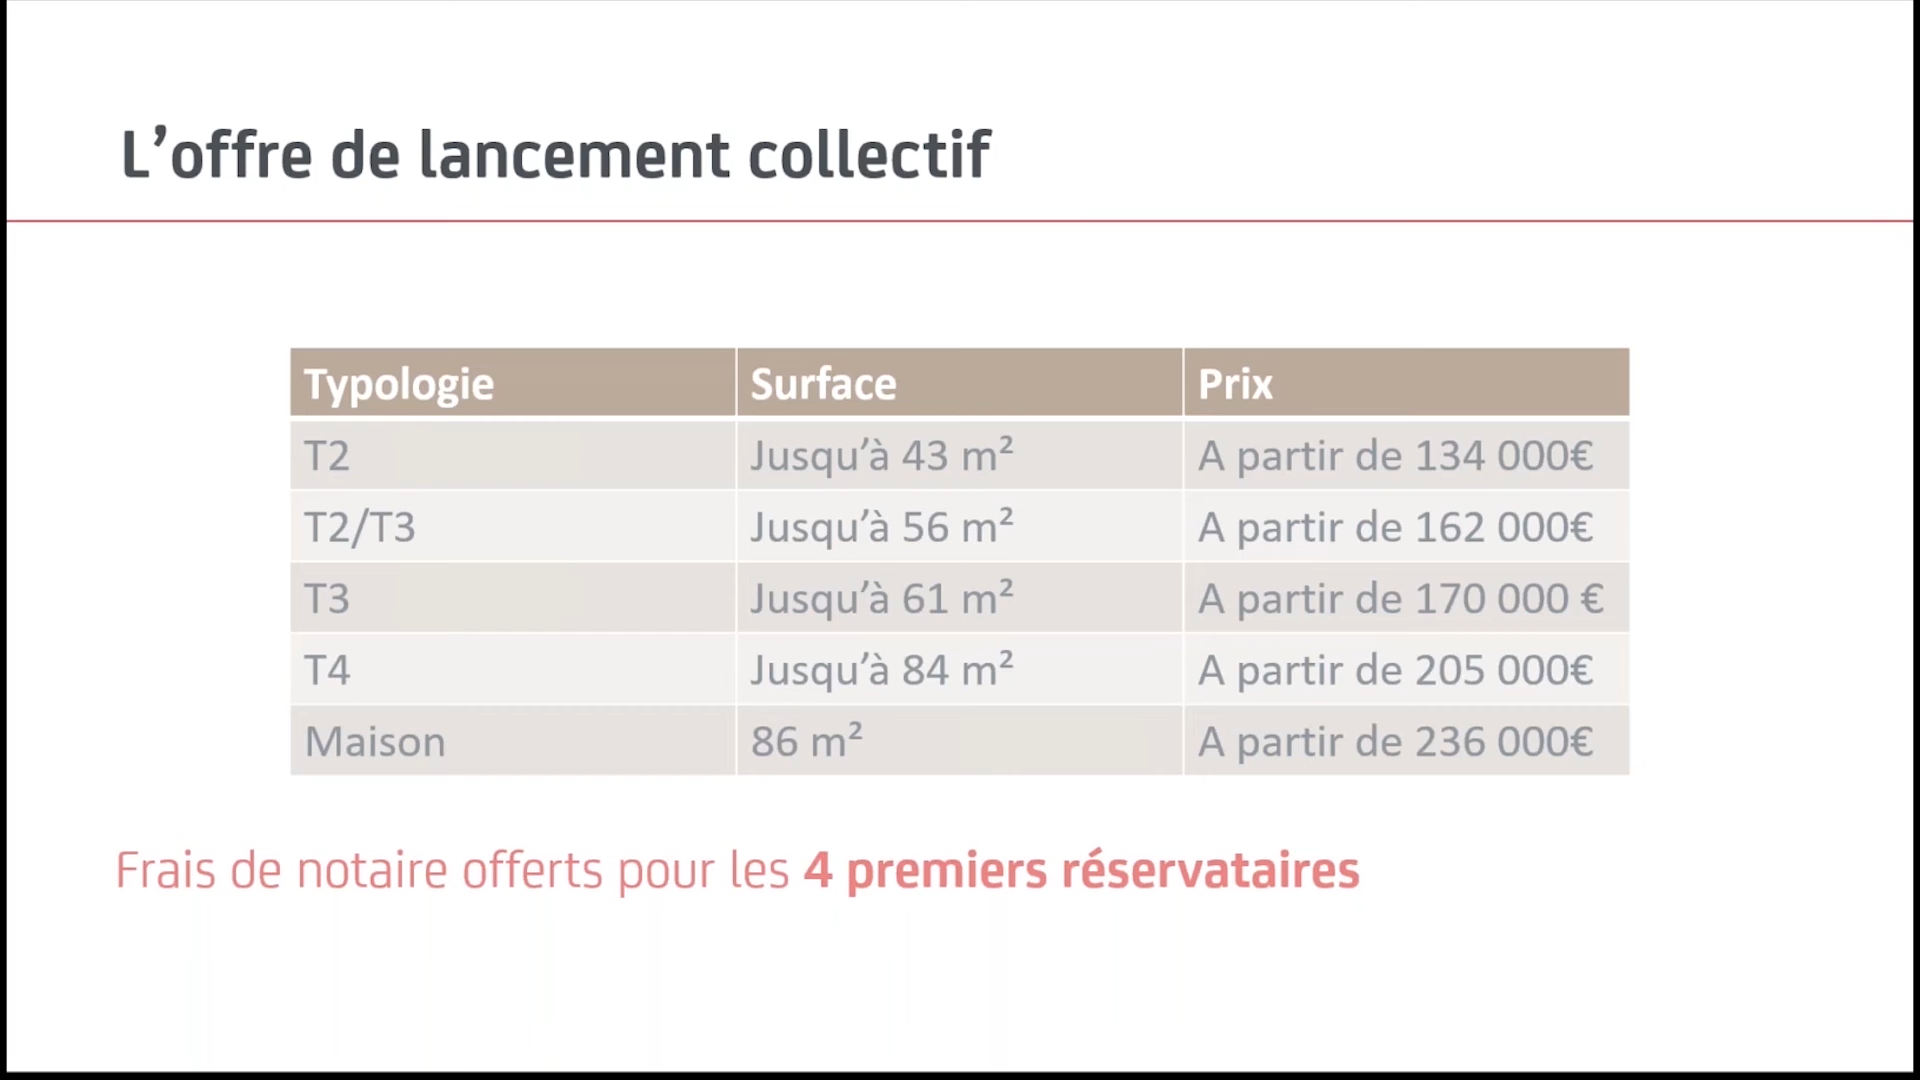 L’offre de lancement collectif
Typologie Surface Prix
T2 Jusqu’à 43 m² A partir de 134 000€
T2/T3 Jusqu’à 56 m² A partir de 162 000€
T3 Jusqu’à 61 m² A partir de 170 000 €
T4 Jusqu’à 84 m² A partir de 205 000€
Maison 86 m² A partir de 236 000€
Frais de notaire offerts pour les 4 premiers réservataires